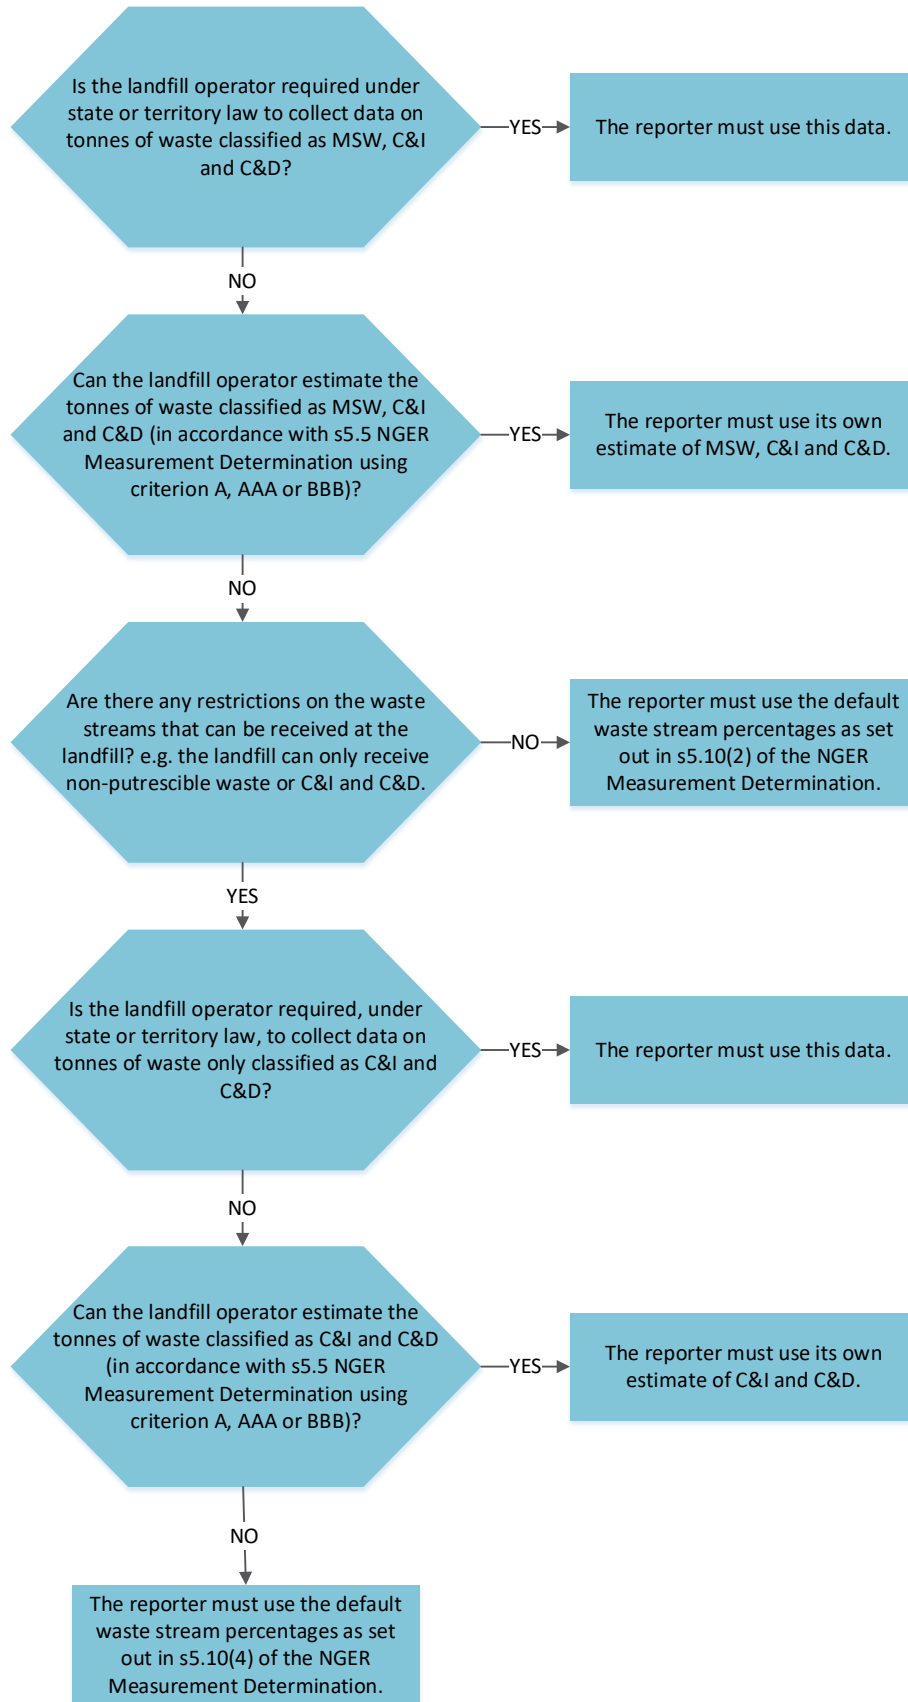 Is the landfill operator required under
state or territory law to collect data on
tonnes of waste classified as MSW, C&I
and C&D?
YES
The reporter must use this data.
NO
Can the landfill operator estimate the
tonnes of waste classified as MSW, C&I
and C&D (in accordance with s5.5 NGER
Measurement Determination using
criterion A, AAA or BBB)?
YES
The reporter must use its own
estimate of MSW, C&I and C&D.
NO
Are there any restrictions on the waste
streams that can be received at the
landfill? e.g. the landfill can only receive
non-putrescible waste or C&I and C&D.
NO
The reporter must use the default
waste stream percentages as set
out in s5.10(2) of the NGER
Measurement Determination.
YES
Is the landfill operator required, under
state or territory law, to collect data on
tonnes of waste only classified as C&I and
C&D?
YES
The reporter must use this data.
NO
Can the landfill operator estimate the
tonnes of waste classified as C&I and C&D
(in accordance with s5.5 NGER
Measurement Determination using
criterion A, AAA or BBB)?
YES
The reporter must use its own
estimate of C&I and C&D.
NO
The reporter must use the default
waste stream percentages as set
out in s5.10(4) of the NGER
Measurement Determination.